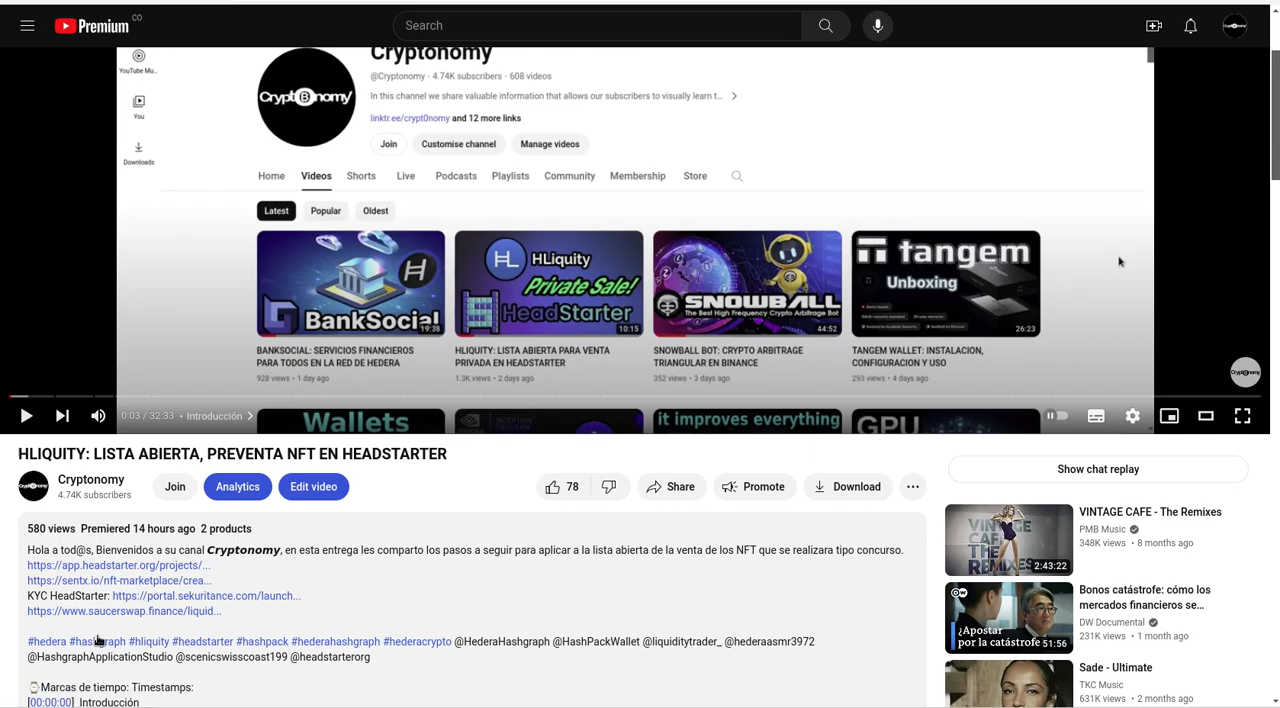 Premium CO
Search
Cryptonomy
YouTube Mu...
@Cryptonomy · 4.74K subscribers · 608 videos
CryptBnomy
In this channel we share valuable information that allows our subscribers to visually learn t...
You
linktr.ee/crypt0nomy and 12 more links
Downloads
Join
Customise channel
Manage videos
Home Videos Shorts Live Podcasts Playlists Community Membership Store
Latest Popular Oldest
BankSocial
19:38
HL HLiquity
Private Sale!
HeadStarter
10:15
SNOWBALL
The Best High Frequency Crypto Arbitrage Bot
44:52
tangem
Unboxing
26:23
BANKSOCIAL: SERVICIOS FINANCIEROS
PARA TODOS EN LA RED DE HEDERA
928 views • 1 day ago
HLIQUITY: LISTA ABIERTA PARA VENTA
PRIVADA EN HEADSTARTER
1.3K views • 2 days ago
SNOWBALL BOT: CRYPTO ARBITRAGE
TRIANGULAR EN BINANCE
352 views • 3 days ago
TANGEM WALLET: INSTALACION,
CONFIGURACION Y USO
293 views • 4 days ago
Wallets
INCEPTION
PROGRAM
it improves everything
GPU
0:03 / 32:33 • Introducción
HLIQUITY: LISTA ABIERTA, PREVENTA NFT EN HEADSTARTER
Cryptonomy
4.74K subscribers
Join
Analytics
Edit video
78
Share
Promote
Download
Show chat replay
580 views Premiered 14 hours ago 2 products
Hola a tod@s, Bienvenidos a su canal Cryptonomy, en esta entrega les comparto los pasos a seguir para aplicar a la lista abierta de la venta de los NFT que se realizara tipo concurso.
https://app.headstarter.org/projects/...
https://sentx.io/nft-marketplace/crea...
KYC HeadStarter: https://portal.sekuritance.com/launch...
https://www.saucerswap.finance/liquid...
#hedera #hashgraph #hliquity #headstarter #hashpack #hederahashgraph #hederacrypto @HederaHashgraph @HashPackWallet @liquiditytrader_ @hederaasmr3972
@HashgraphApplicationStudio @scenicswisscoast199 @headstarterorg
Marcas de tiempo: Timestamps:
[00:00:00] Introducción
VINTAGE CAFE
THE REMIXES
2:43:22
VINTAGE CAFE - The Remixes
PMB Music
348K views • 8 months ago
¿Apostar
por la catástrofe
51:56
Bonos catástrofe: cómo los
mercados financieros se...
DW Documental
231K views • 1 month ago
Sade - Ultimate
TKC Music
631K views • 2 months ago